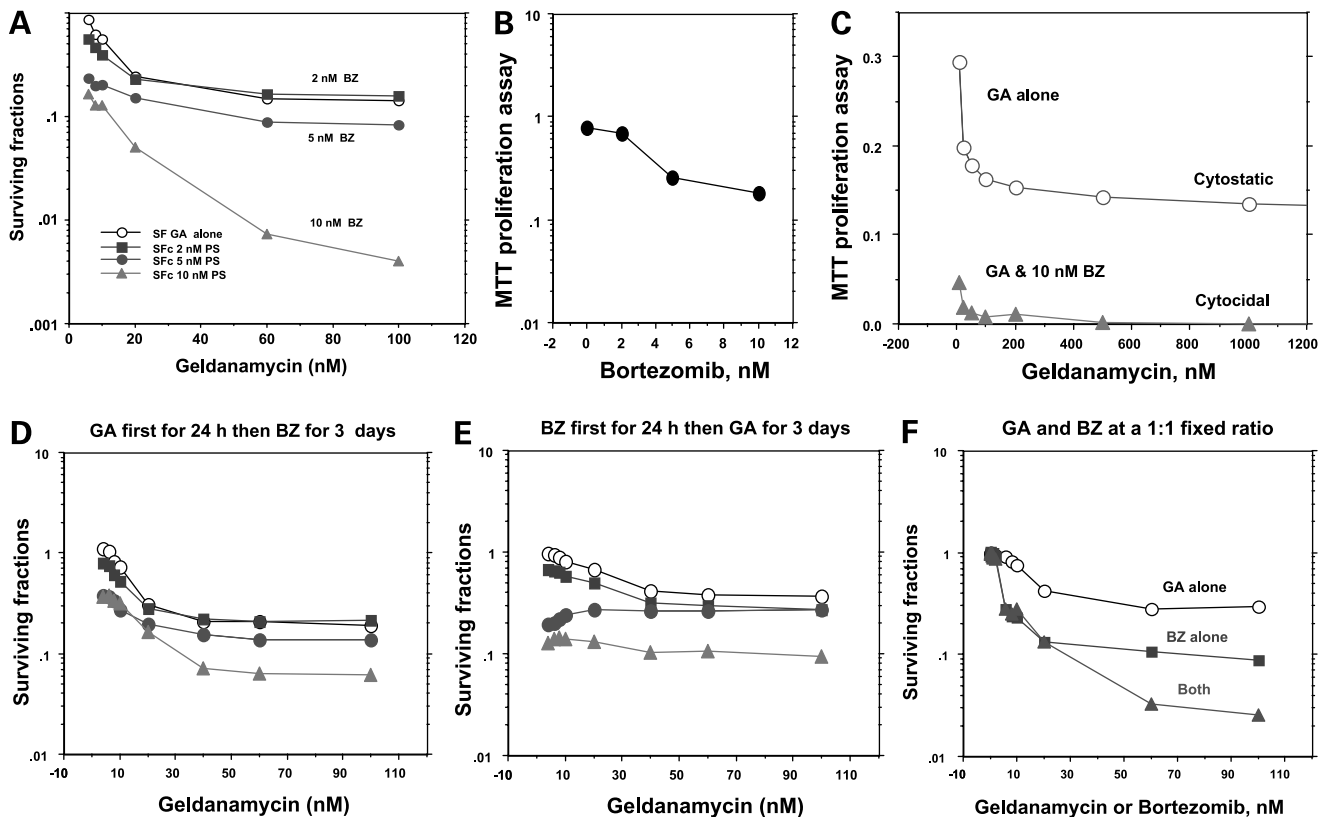 A
Surviving fractions
.1
.01
.001
2 nM BZ
5 nM BZ
10 nM BZ
SF GA alone
SFc 2 nM PS
SFc 5 nM PS
SFc 10 nM PS
0 20 40 60 80 100 120
Geldanamycin (nM)
B
MTT proliferation assay
10
1
.1
.01
-2 0 2 4 6 8 10 12
Bortezomib, nM
C
MTT proliferation assay
0.3
0.2
0.1
0.0
GA alone
Cytostatic
GA & 10 nM BZ
Cytocidal
-200 0 200 400 600 800 1000 1200
Geldanamycin, nM
D
GA first for 24 h then BZ for 3 days
Surviving fractions
10
1
.1
.01
-10 10 30 50 70 90 110
Geldanamycin (nM)
E
BZ first for 24 h then GA for 3 days
Surviving fractions
10
1
.1
.01
-10 10 30 50 70 90 110
Geldanamycin (nM)
F
GA and BZ at a 1:1 fixed ratio
Surviving fractions
10
1
.1
.01
GA alone
BZ alone
Both
-10 10 30 50 70 90 110
Geldanamycin or Bortezomib, nM